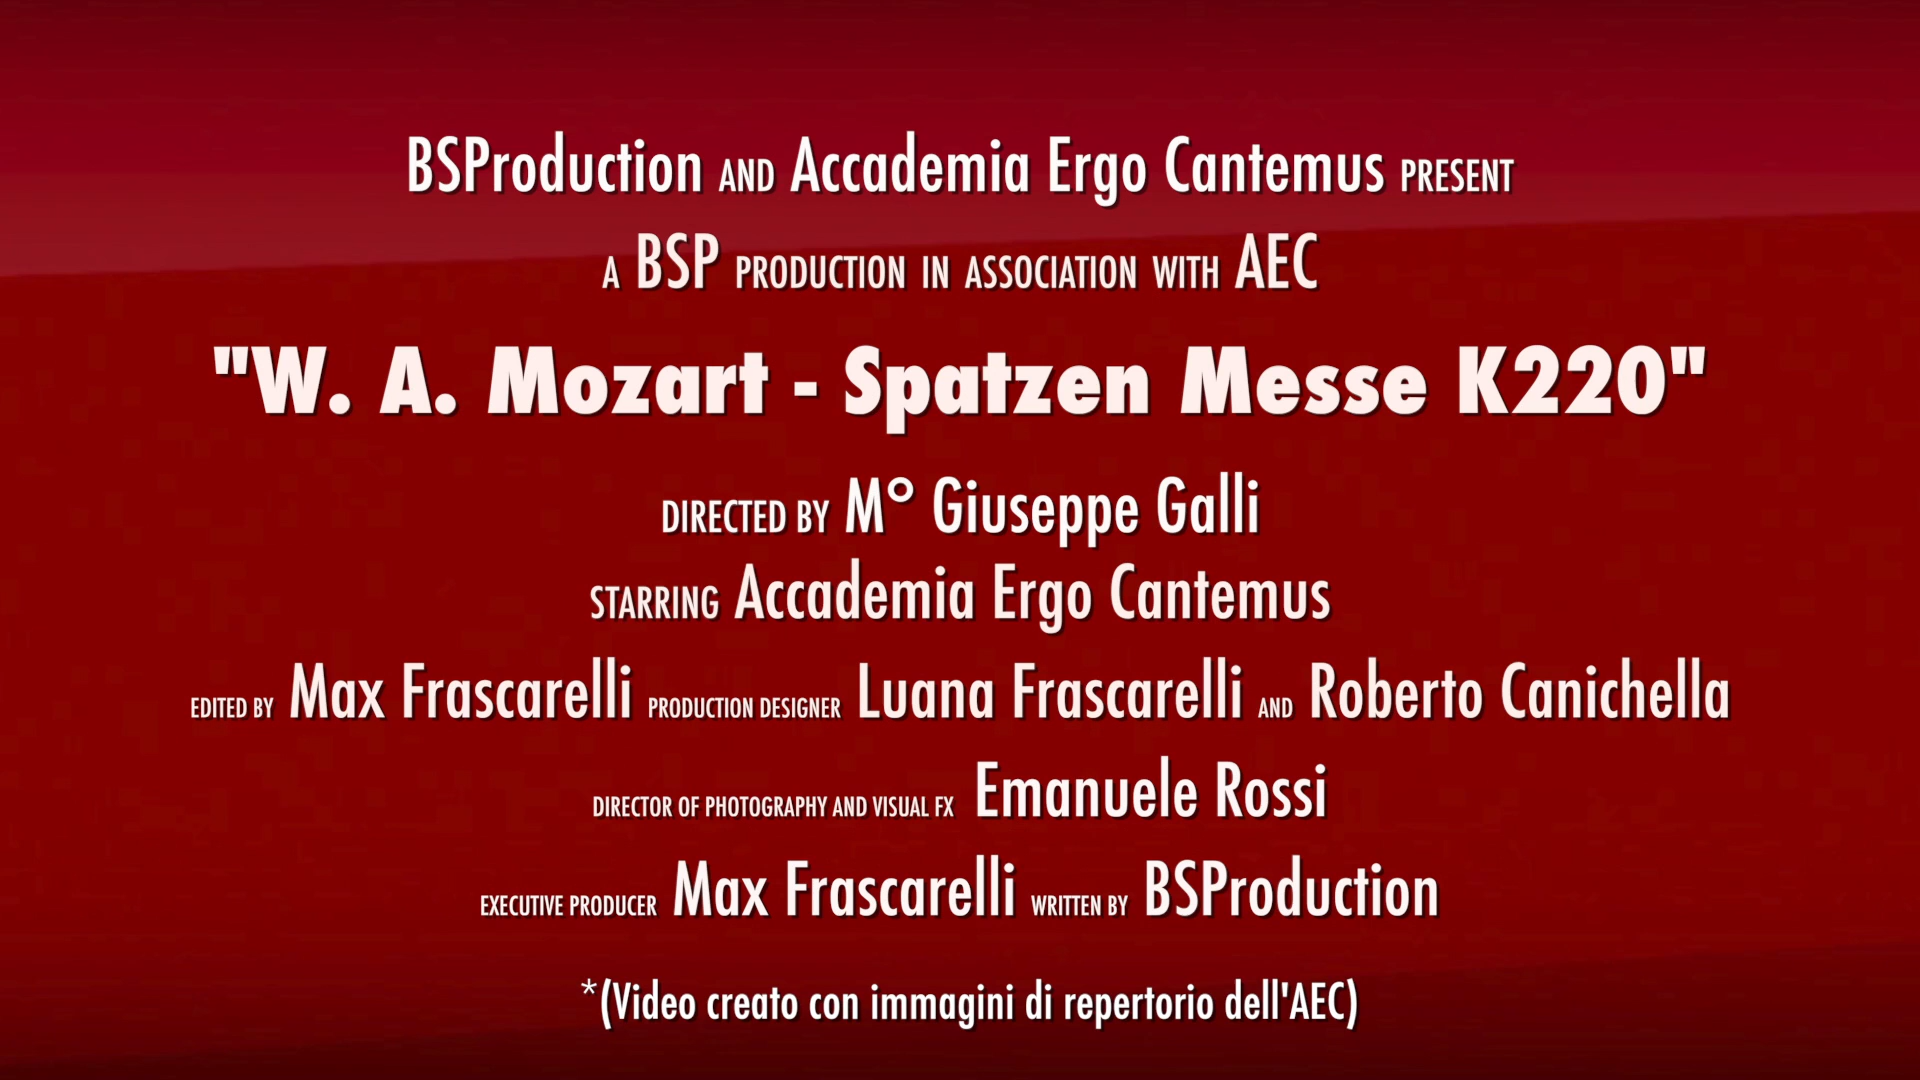 BSProduction AND Accademia Ergo Cantemus PRESENT
A BSP PRODUCTION IN ASSOCIATION WITH AEC
"W. A. Mozart - Spatzen Messe K220"
DIRECTED BY M° Giuseppe Galli
STARRING Accademia Ergo Cantemus
EDITED BY Max Frascarelli PRODUCTION DESIGNER Luana Frascarelli AND Roberto Canichella
DIRECTOR OF PHOTOGRAPHY AND VISUAL FX Emanuele Rossi
EXECUTIVE PRODUCER Max Frascarelli WRITTEN BY BSProduction
*(Video creato con immagini di repertorio dell'AEC)